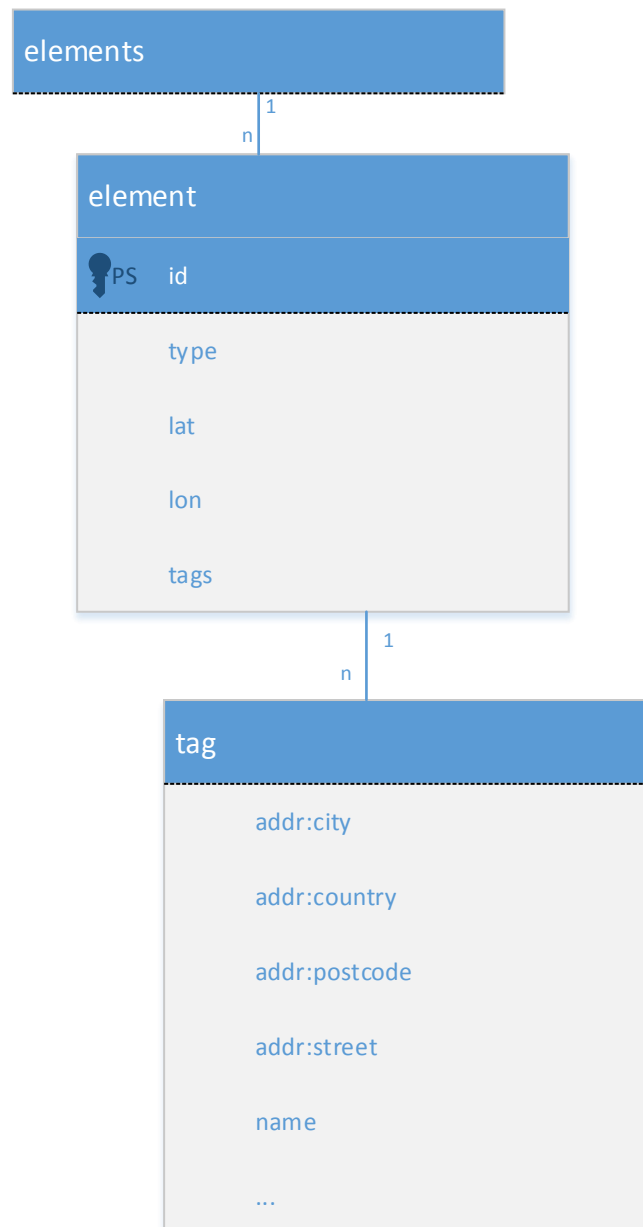 elements
1
n
element
PS id
type
lat
lon
tags
1
n
tag
addr:city
addr:country
addr:postcode
addr:street
name
...